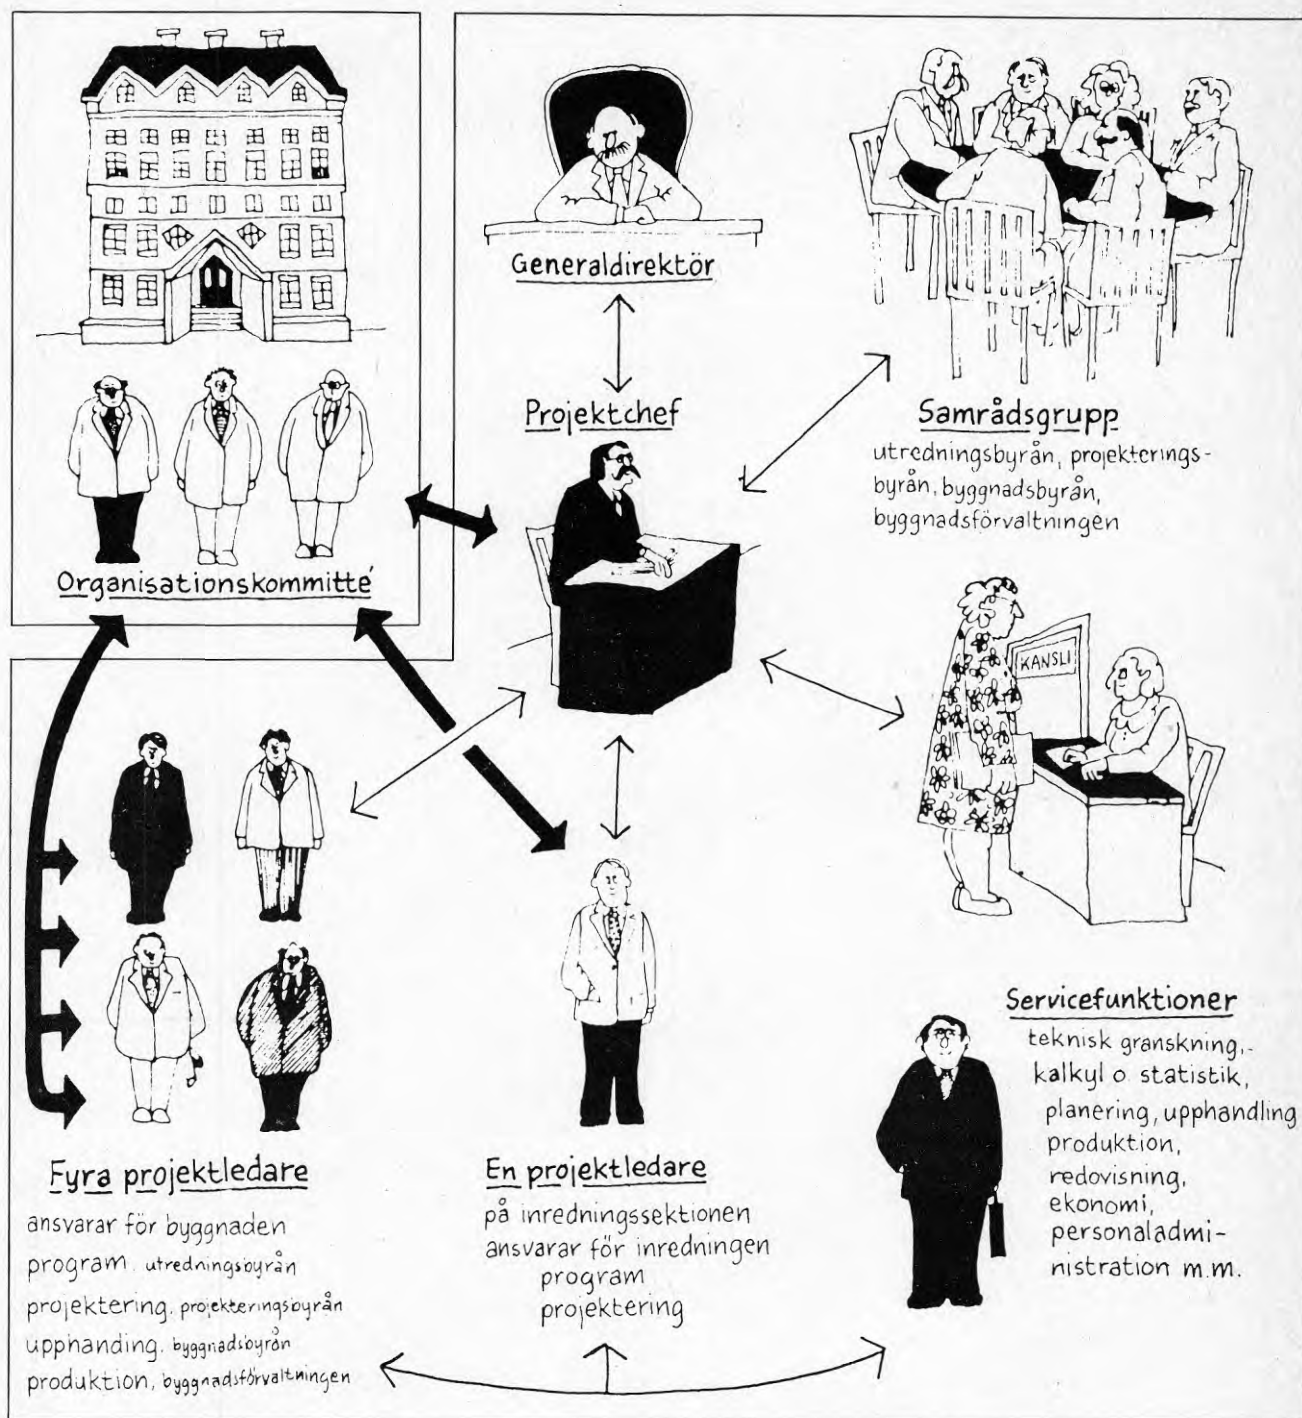 Generaldirektör
Projektchef
Samrådsgrupp
utredningsbyrån, projekterings-
byrån, byggnadsbyrån,
byggnadsförvaltningen
Organisationskommitté
KANSLI
Servicefunktioner
teknisk granskning,-
kalkyl o. statistik,
planering, upphandling
produktion,
redovisning,
ekonomi,
personaladmi-
nistration m.m.
Fyra projektledare
ansvarar för byggnaden
program. utredningsbyrån
projektering. projekteringsbyrån
upphanding. byggnadsbyrån
produktion, byggnadsförvaltningen
En projektledare
på inredningssektionen
ansvarar för inredningen
program
projektering